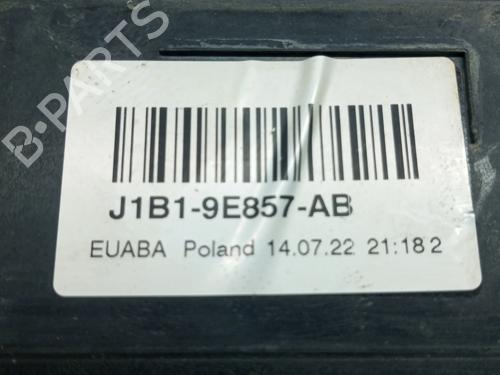 B-PARTS
J1B1-9E857-AB
EUABA Poland 14.07.22 21:18 2